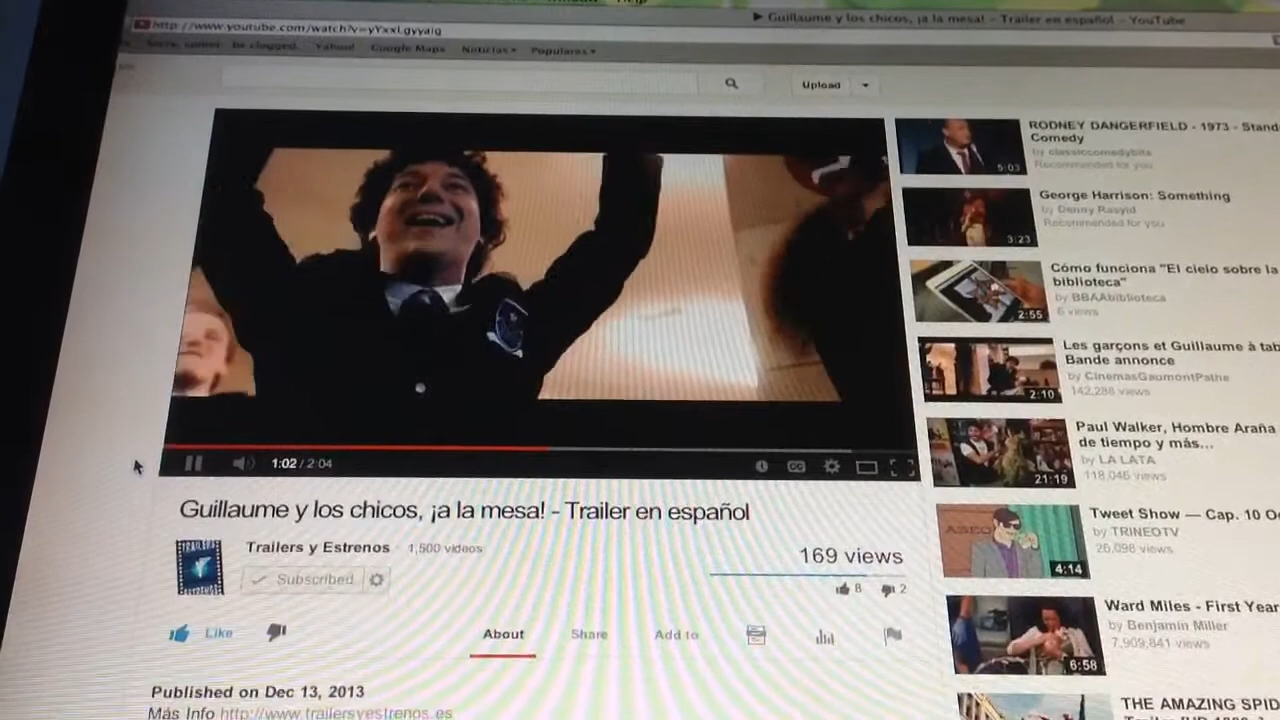 ▶ Guillaume y los chicos, ¡a la mesa! - Trailer en español - YouTube
Yahoo! Google Maps Noticias Populares
Upload
1:02 / 2:04
Guillaume y los chicos, ¡a la mesa! - Trailer en español
Trailers y Estrenos · 1,500 videos
Subscribed
169 views
8 2
Like
About Share Add to
Published on Dec 13, 2013
Más Info http://www.trailersyestrenos.es
5:03
RODNEY DANGERFIELD - 1973 - Stand
Comedy
by classiccomedybits
Recommended for you
3:23
George Harrison: Something
by Denny Rasyid
Recommended for you
2:55
Cómo funciona "El cielo sobre la
biblioteca"
by BBAAbiblioteca
6 views
2:10
Les garçons et Guillaume à tab
Bande annonce
by CinemasGaumontPathe
142,288 views
21:19
Paul Walker, Hombre Araña
de tiempo y más...
by LA LATA
118,046 views
4:14
Tweet Show — Cap. 10 Oc
by TRINEOTV
26,098 views
6:58
Ward Miles - First Year
by Benjamin Miller
7,909,841 views
THE AMAZING SPID